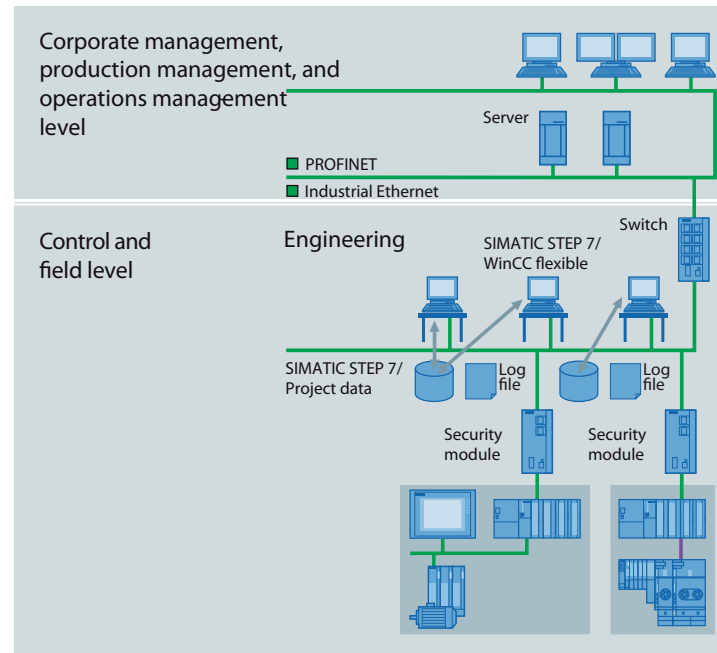 Corporate management,
production management, and
operations management
level
Server
PROFINET
Industrial Ethernet
Control and
field level
Engineering
SIMATIC STEP 7/
WinCC flexible
Switch
SIMATIC STEP 7/
Project data
Log
file
Log
file
Security
module
Security
module